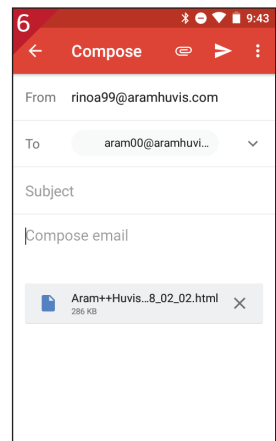 6
9:43
Compose
From rinoa99@aramhuvis.com
To aram00@aramhuvi...
Subject
Compose email
Aram++Huvis...8_02_02.html
286 KB